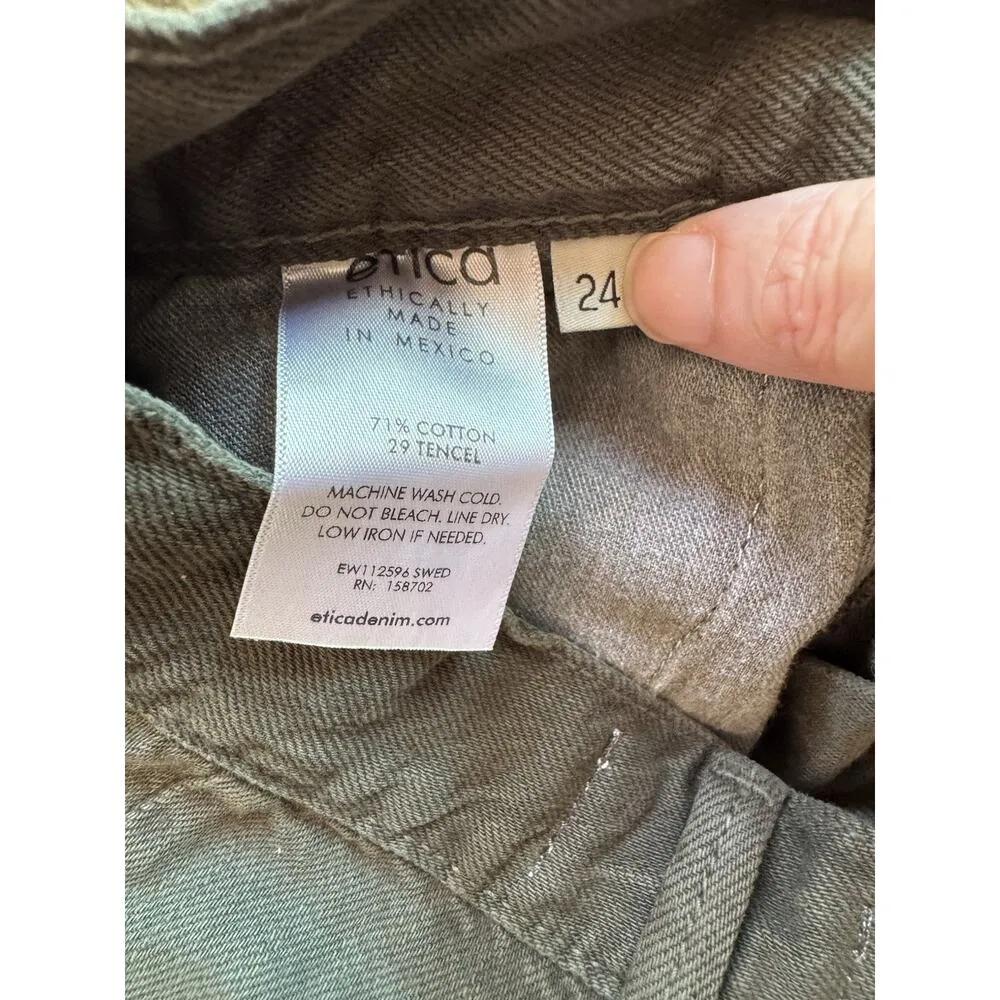 etica
ETHICALLY
MADE
IN MEXICO
24
71% COTTON
29 TENCEL
MACHINE WASH COLD.
DO NOT BLEACH. LINE DRY.
LOW IRON IF NEEDED.
EW112596 SWED
RN: 158702
eticadenim.com